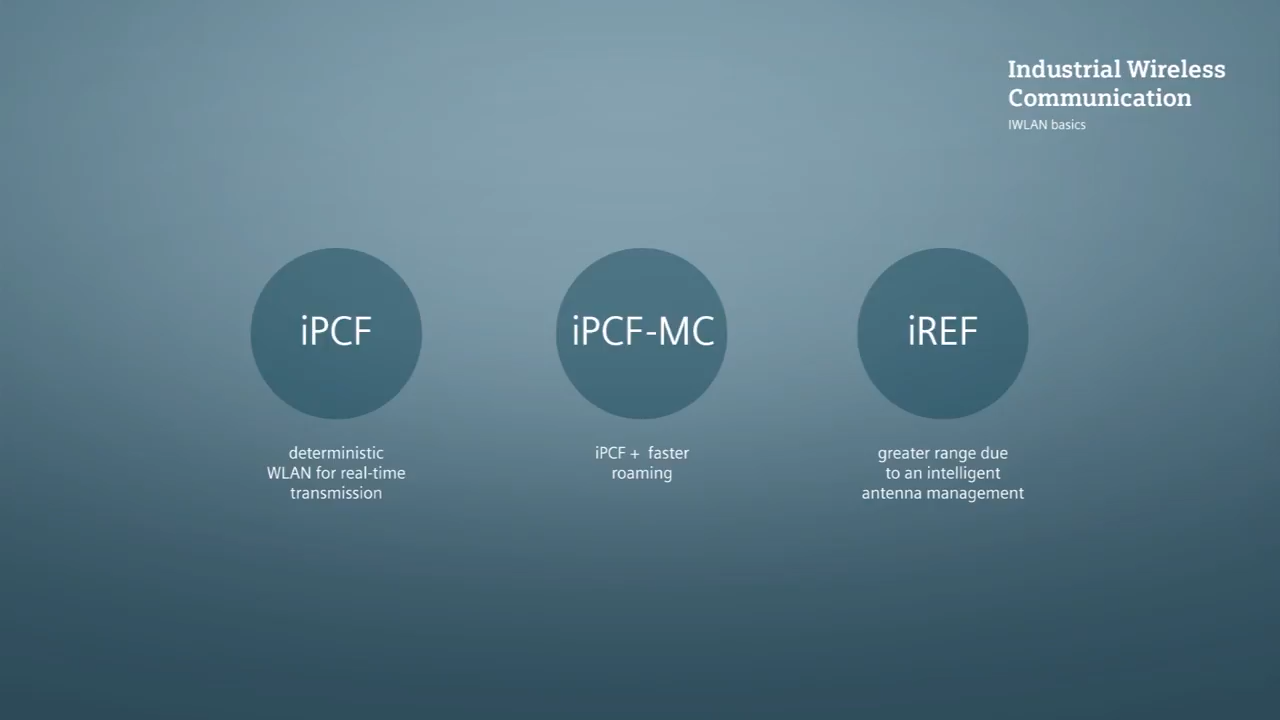 Industrial Wireless
Communication
IWLAN basics
iPCF
deterministic
WLAN for real-time
transmission
iPCF-MC
iPCF + faster
roaming
iREF
greater range due
to an intelligent
antenna management